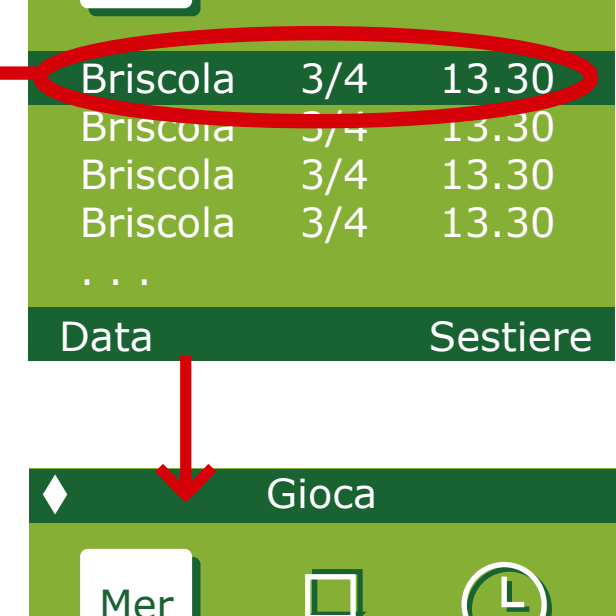 Briscola 3/4 13.30
Briscola 3/4 13.30
Briscola 3/4 13.30
Briscola 3/4 13.30
. . .
Data Sestiere
Gioca
Mer